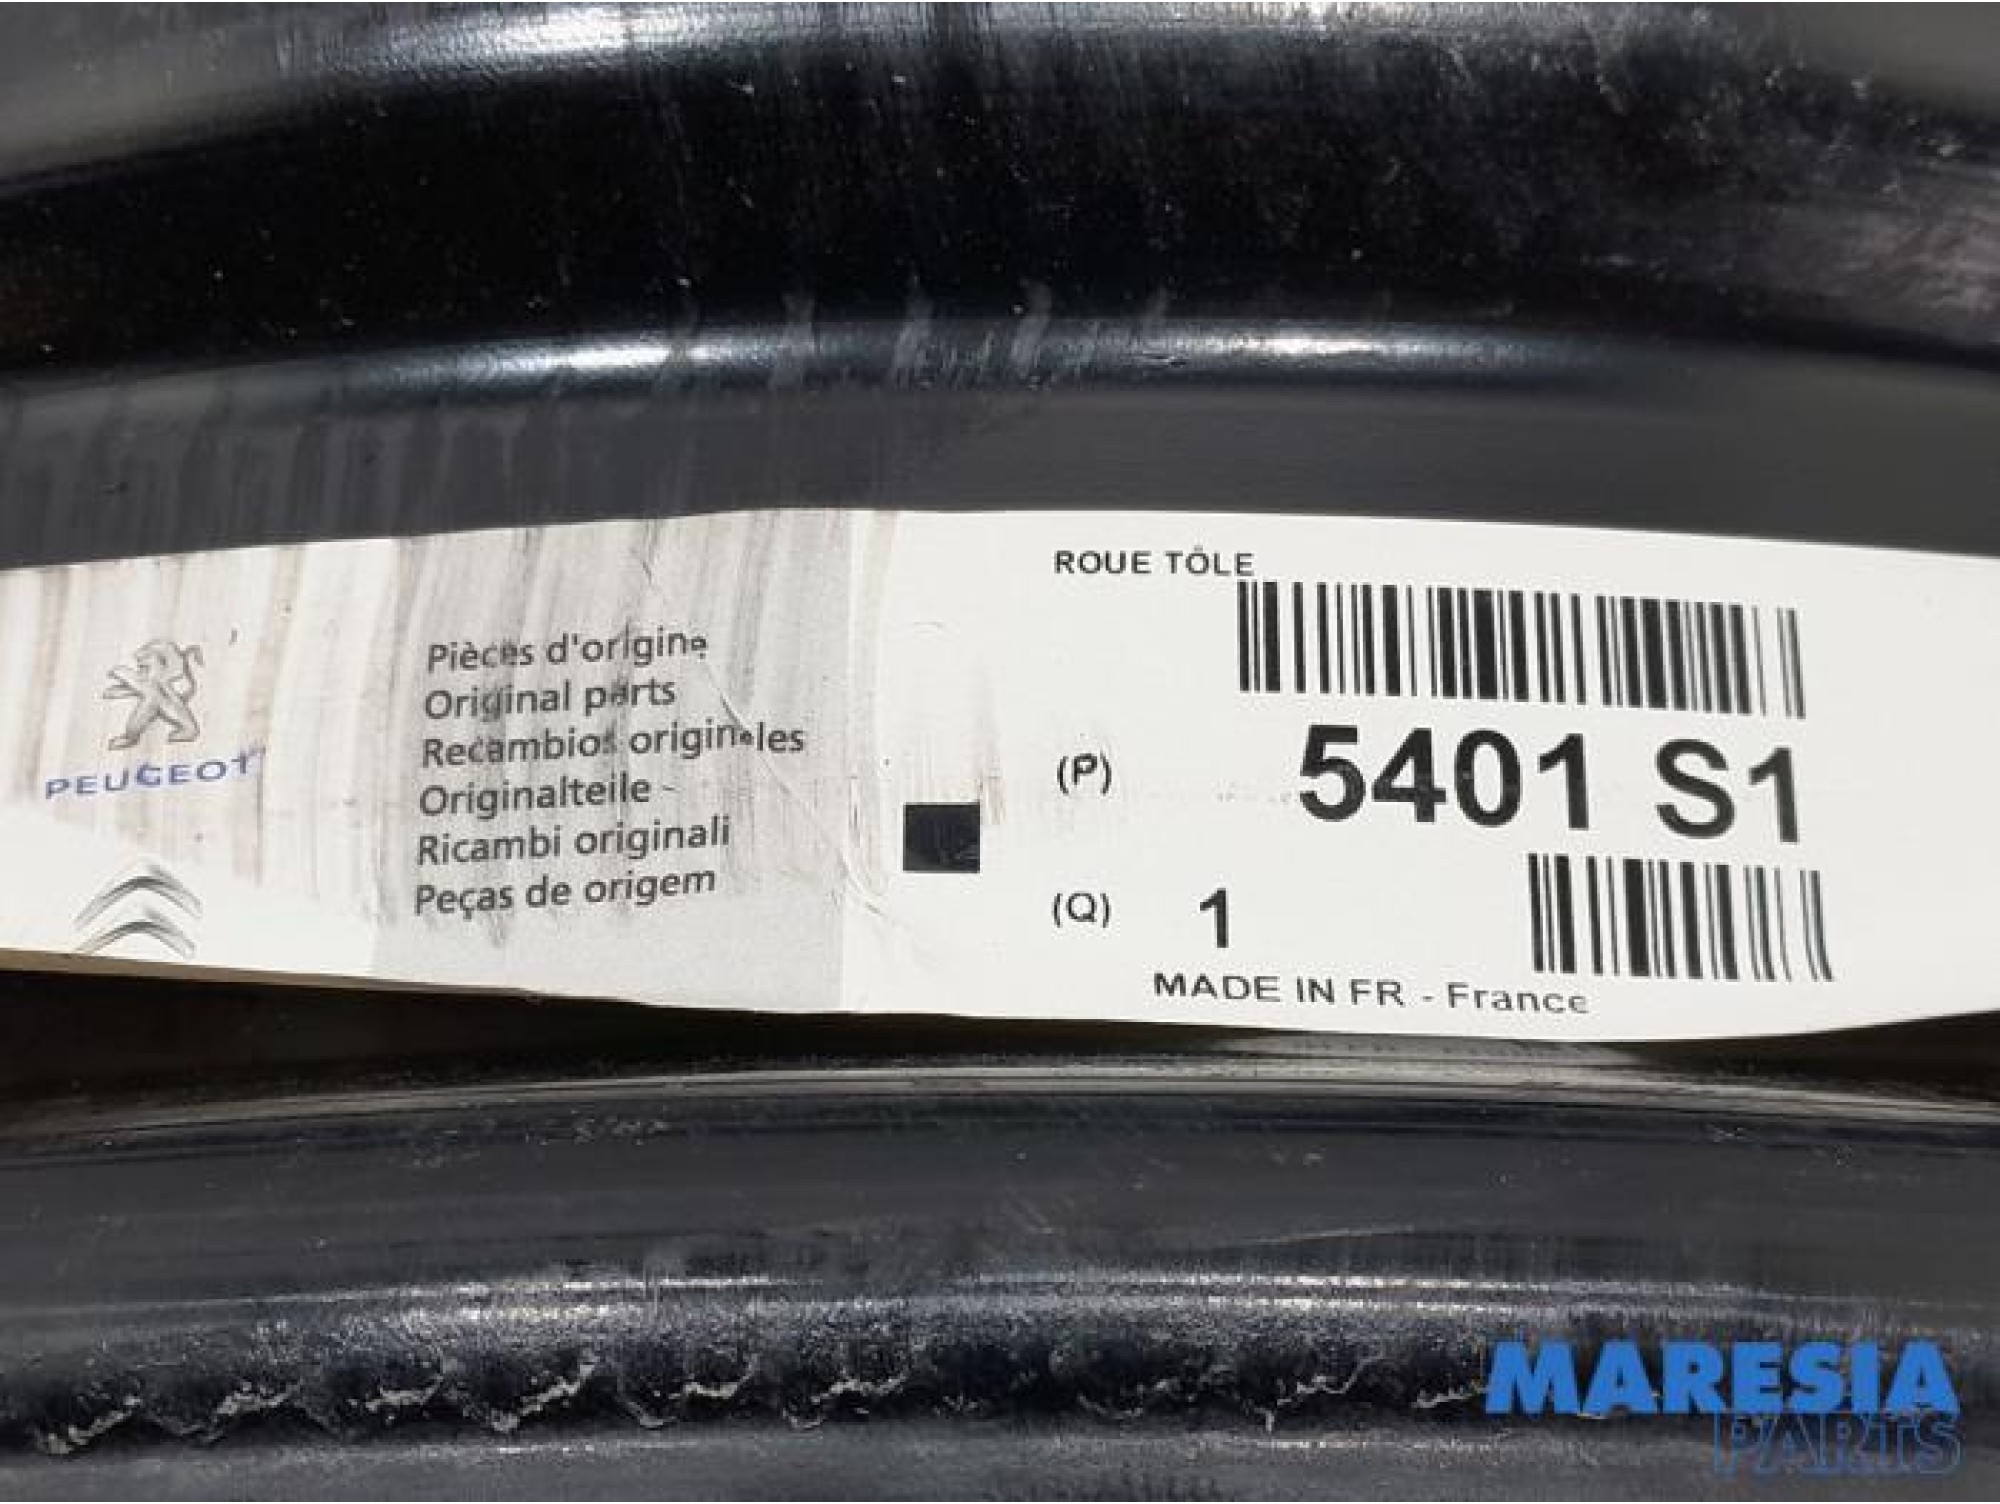 PEUGEOT
Pièces d'origine
Original parts
Recambios originales
Originalteile
Ricambi originali
Peças de origem
ROUE TÔLE
(P) 5401 S1
(Q) 1
MADE IN FR - France
MARESIA
PARTS